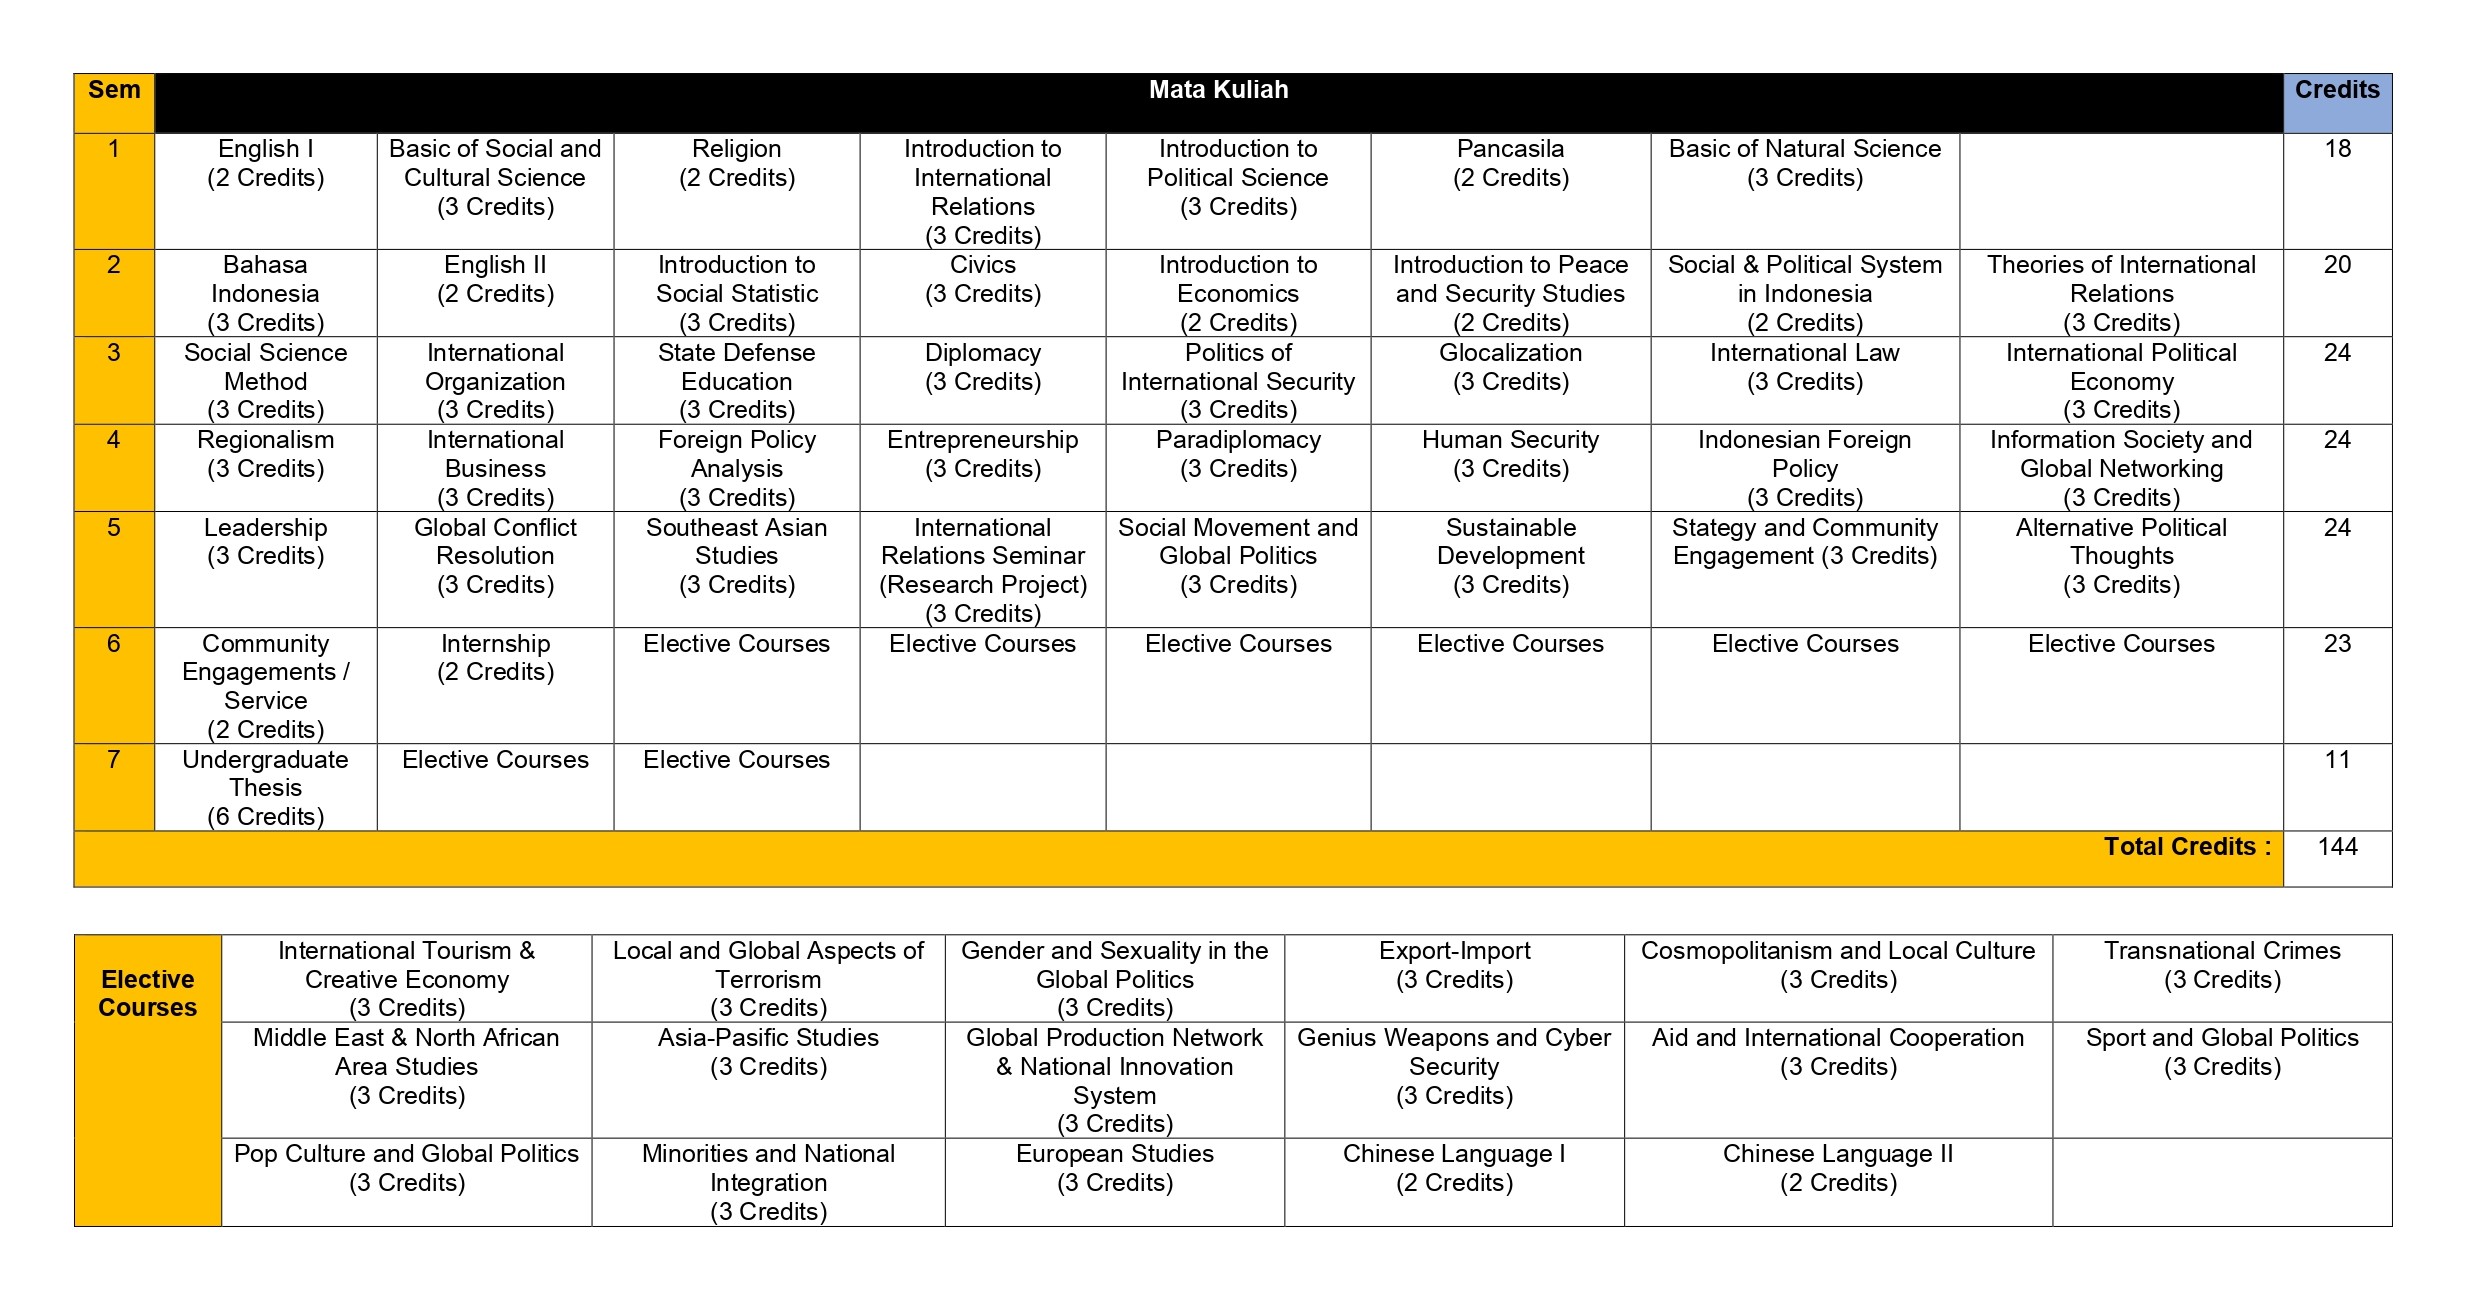 Sem
Mata Kuliah
Credits
1
English I
(2 Credits)
Basic of Social and
Cultural Science
(3 Credits)
Religion
(2 Credits)
Introduction to
International
Relations
(3 Credits)
Introduction to
Political Science
(3 Credits)
Pancasila
(2 Credits)
Basic of Natural Science
(3 Credits)
18
2
Bahasa
Indonesia
(3 Credits)
English II
(2 Credits)
Introduction to
Social Statistic
(3 Credits)
Civics
(3 Credits)
Introduction to
Economics
(2 Credits)
Introduction to Peace
and Security Studies
(2 Credits)
Social & Political System
in Indonesia
(2 Credits)
Theories of International
Relations
(3 Credits)
20
3
Social Science
Method
(3 Credits)
International
Organization
(3 Credits)
State Defense
Education
(3 Credits)
Diplomacy
(3 Credits)
Politics of
International Security
(3 Credits)
Glocalization
(3 Credits)
International Law
(3 Credits)
International Political
Economy
(3 Credits)
24
4
Regionalism
(3 Credits)
International
Business
(3 Credits)
Foreign Policy
Analysis
(3 Credits)
Entrepreneurship
(3 Credits)
Paradiplomacy
(3 Credits)
Human Security
(3 Credits)
Indonesian Foreign
Policy
(3 Credits)
Information Society and
Global Networking
(3 Credits)
24
5
Leadership
(3 Credits)
Global Conflict
Resolution
(3 Credits)
Southeast Asian
Studies
(3 Credits)
International
Relations Seminar
(Research Project)
(3 Credits)
Social Movement and
Global Politics
(3 Credits)
Sustainable
Development
(3 Credits)
Stategy and Community
Engagement (3 Credits)
Alternative Political
Thoughts
(3 Credits)
24
6
Community
Engagements /
Service
(2 Credits)
Internship
(2 Credits)
Elective Courses
Elective Courses
Elective Courses
Elective Courses
Elective Courses
Elective Courses
23
7
Undergraduate
Thesis
(6 Credits)
Elective Courses
Elective Courses
11
Total Credits :
144
Elective
Courses
International Tourism &
Creative Economy
(3 Credits)
Local and Global Aspects of
Terrorism
(3 Credits)
Gender and Sexuality in the
Global Politics
(3 Credits)
Export-Import
(3 Credits)
Cosmopolitanism and Local Culture
(3 Credits)
Transnational Crimes
(3 Credits)
Middle East & North African
Area Studies
(3 Credits)
Asia-Pasific Studies
(3 Credits)
Global Production Network
& National Innovation
System
(3 Credits)
Genius Weapons and Cyber
Security
(3 Credits)
Aid and International Cooperation
(3 Credits)
Sport and Global Politics
(3 Credits)
Pop Culture and Global Politics
(3 Credits)
Minorities and National
Integration
(3 Credits)
European Studies
(3 Credits)
Chinese Language I
(2 Credits)
Chinese Language II
(2 Credits)